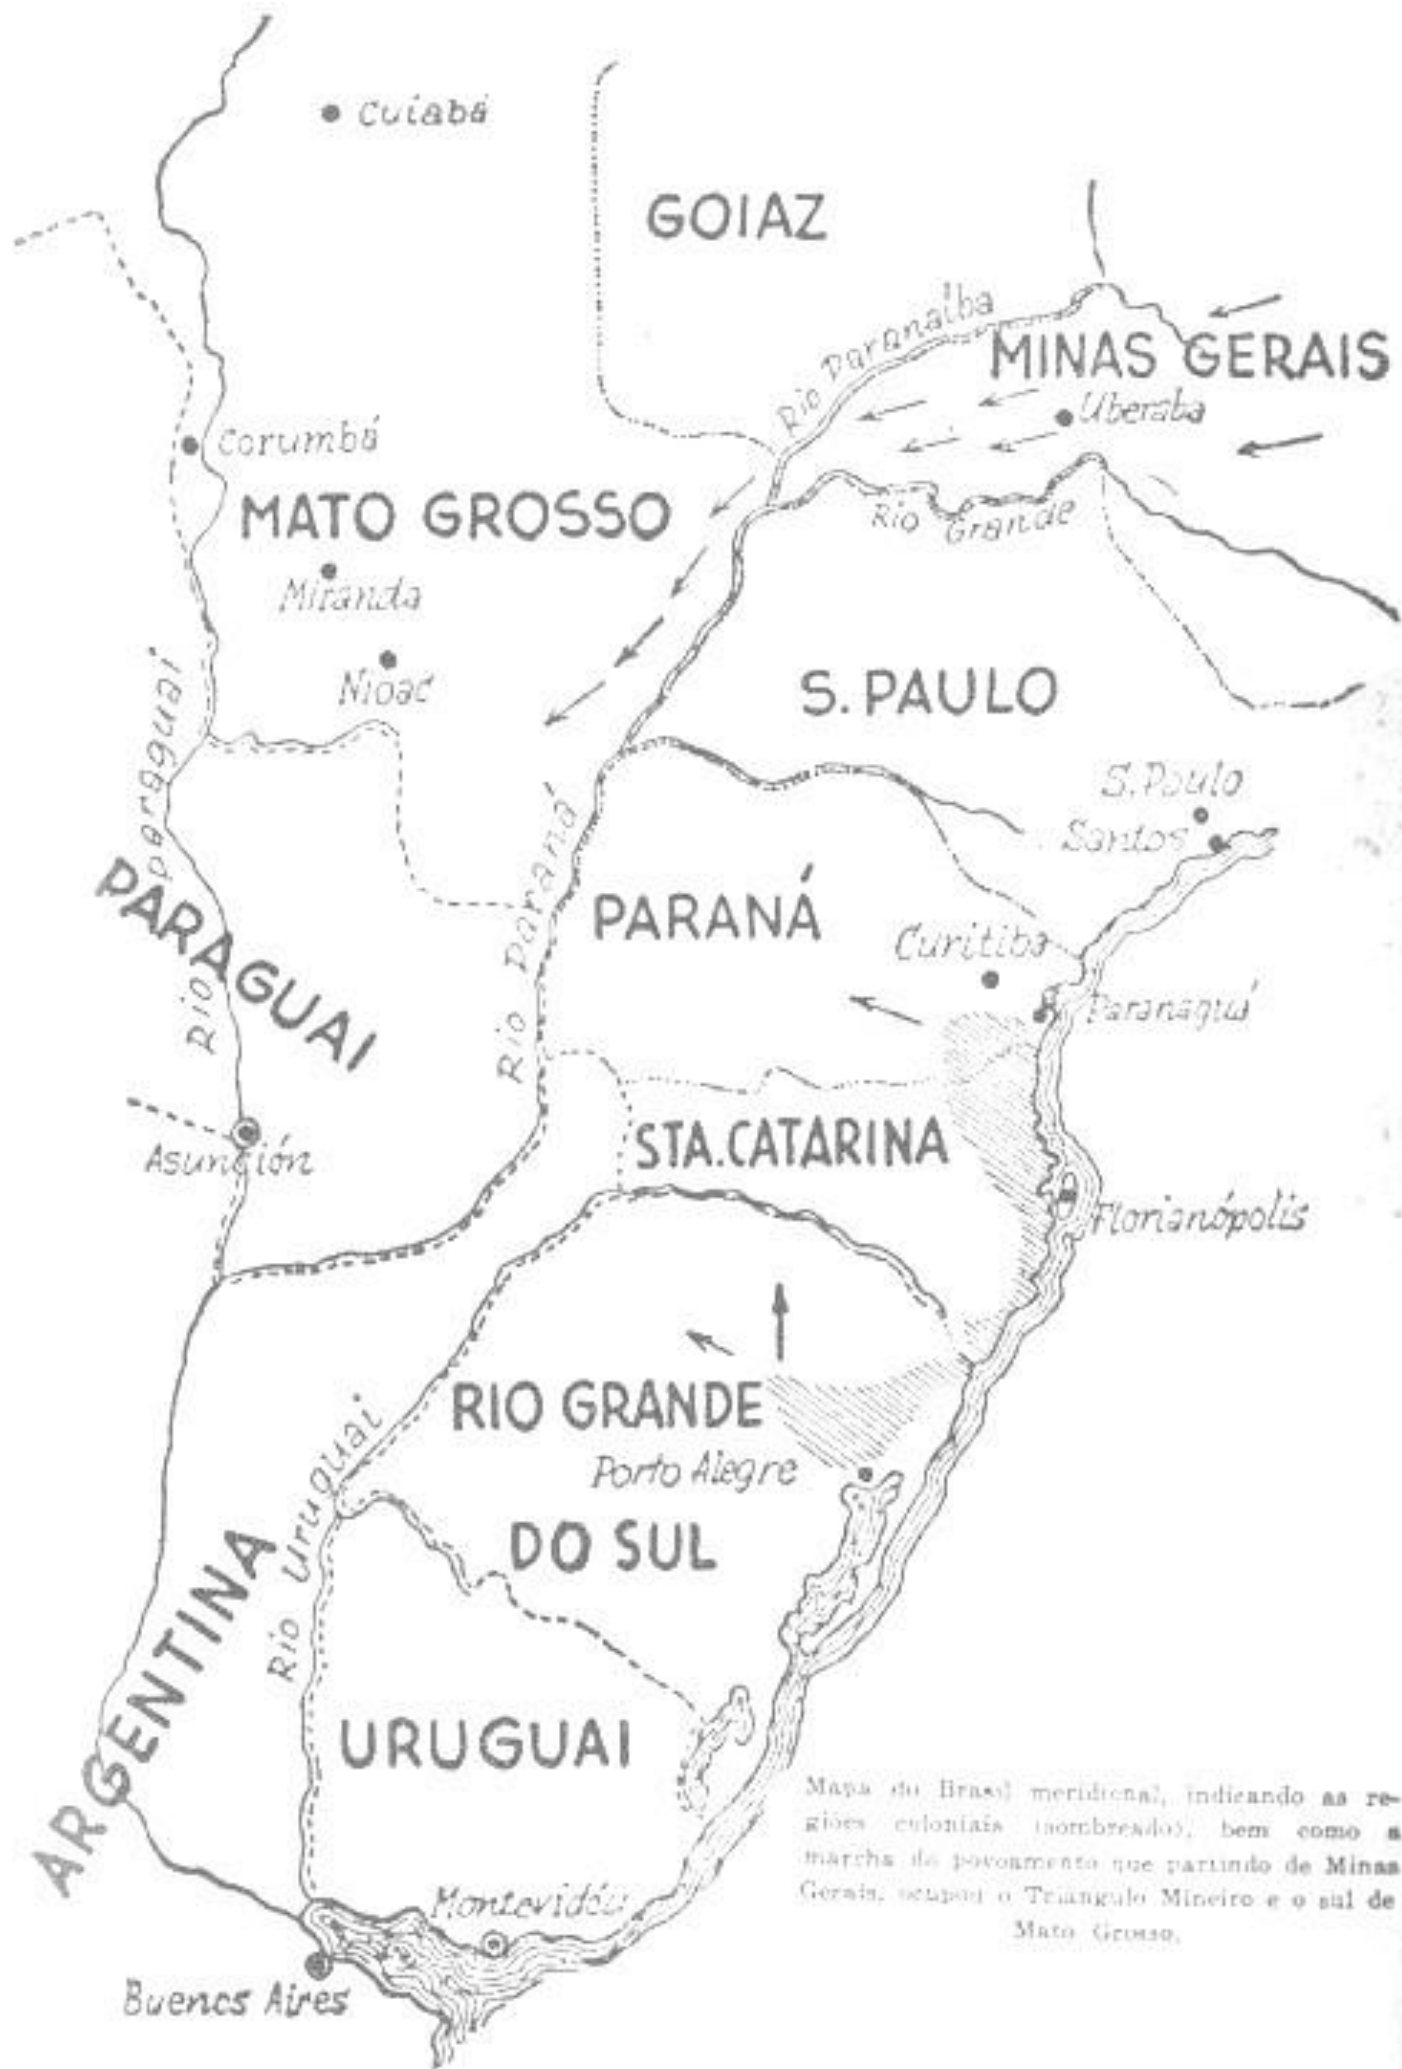 Cuiabá
GOIAZ
Rio Paranaíba
MINAS GERAIS
Uberaba
Corumbá
MATO GROSSO
Rio Grande
Miranda
Nioac
S. PAULO
S. Paulo
Santos
Rio Paraguai
PARAGUAI
Rio Paraná
PARANÁ
Curitiba
Paranaguá
Asunción
STA. CATARINA
Florianópolis
RIO GRANDE
Porto Alegre
DO SUL
Rio Uruguai
ARGENTINA
URUGUAI
Mapa do Brasil meridional, indicando as re-
giões coloniais (sombreado), bem como a
marcha do povoamento que partindo de Minas
Gerais, ocupou o Triangulo Mineiro e o sul de
Mato Grosso.
Montevidéu
Buenos Aires